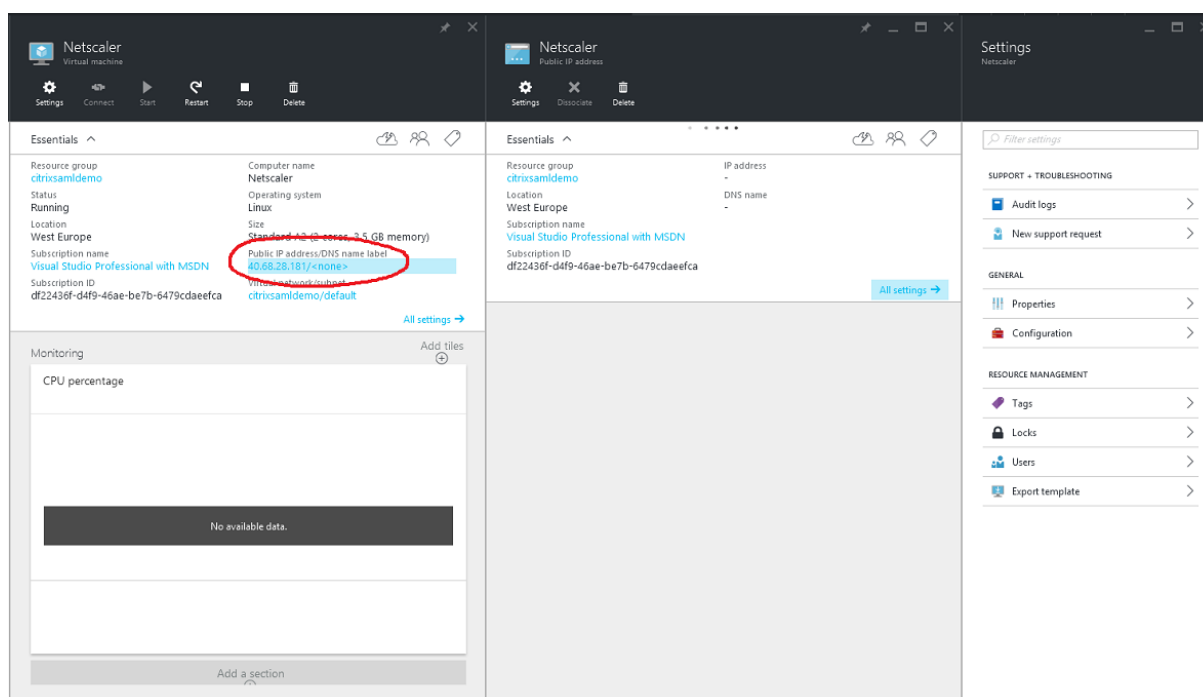 Netscaler
Virtual machine
Settings Connect Start Restart Stop Delete
Essentials
Resource group
citrixsamldemo
Status
Running
Location
West Europe
Subscription name
Visual Studio Professional with MSDN
Subscription ID
df22436f-d4f9-46ae-be7b-6479cdaeefca
Computer name
Netscaler
Operating system
Linux
Size
Standard A2 (2 cores, 3.5 GB memory)
Public IP address/DNS name label
40.68.28.181/<none>
Virtual network/subnet
citrixsamldemo/default
All settings
Monitoring
Add tiles
CPU percentage
No available data.
Add a section
Netscaler
Public IP address
Settings Dissociate Delete
Essentials
Resource group
citrixsamldemo
Location
West Europe
Subscription name
Visual Studio Professional with MSDN
Subscription ID
df22436f-d4f9-46ae-be7b-6479cdaeefca
IP address
-
DNS name
-
All settings
Settings
Netscaler
Filter settings
SUPPORT + TROUBLESHOOTING
Audit logs
New support request
GENERAL
Properties
Configuration
RESOURCE MANAGEMENT
Tags
Locks
Users
Export template